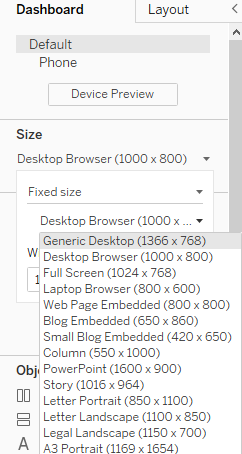 Dashboard Layout
Default
Phone
Device Preview
Size
Desktop Browser (1000 x 800)
Fixed size
Desktop Browser (1000 x ...
Generic Desktop (1366 x 768)
Desktop Browser (1000 x 800)
Full Screen (1024 x 768)
Laptop Browser (800 x 600)
Web Page Embedded (800 x 800)
Blog Embedded (650 x 860)
Small Blog Embedded (420 x 650)
Column (550 x 1000)
PowerPoint (1600 x 900)
Story (1016 x 964)
Letter Portrait (850 x 1100)
Letter Landscape (1100 x 850)
Legal Landscape (1150 x 700)
A3 Portrait (1169 x 1654)